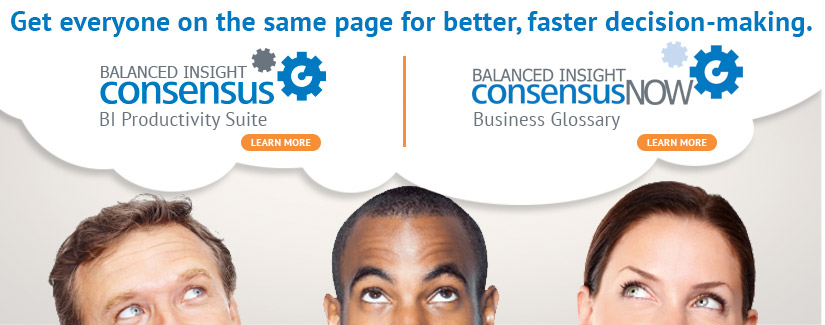 Get everyone on the same page for better, faster decision-making.
BALANCED INSIGHT
consensus
BI Productivity Suite
LEARN MORE
BALANCED INSIGHT
consensusNOW
Business Glossary
LEARN MORE